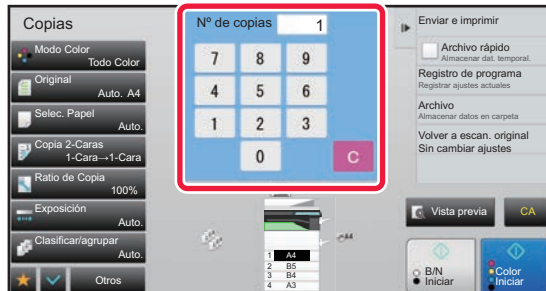 Copias
Modo Color
Todo Color
Original
Auto. A4
Selec. Papel
Auto.
Copia 2-Caras
1-Cara→1-Cara
Ratio de Copia
100%
Exposición
Auto.
Clasificar/agrupar
Auto.
Otros
Nº de copias
1
7 8 9
4 5 6
1 2 3
0 C
1 A4
2 B5
3 B4
4 A3
Enviar e imprimir
Archivo rápido
Almacenar dat. temporal.
Registro de programa
Registrar ajustes actuales
Archivo
Almacenar datos en carpeta
Volver a escan. original
Sin cambiar ajustes
Vista previa
CA
B/N
Iniciar
Color
Iniciar